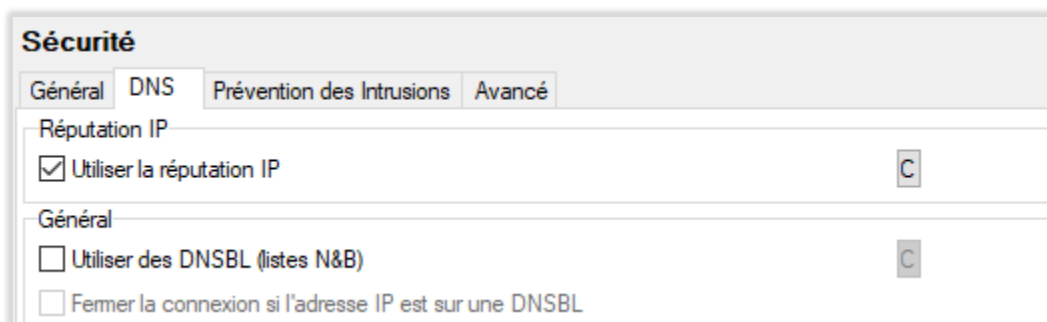 Sécurité
Général DNS Prévention des Intrusions Avancé
Réputation IP
Utiliser la réputation IP C
Général
Utiliser des DNSBL (listes N&B) C
Fermer la connexion si l'adresse IP est sur une DNSBL